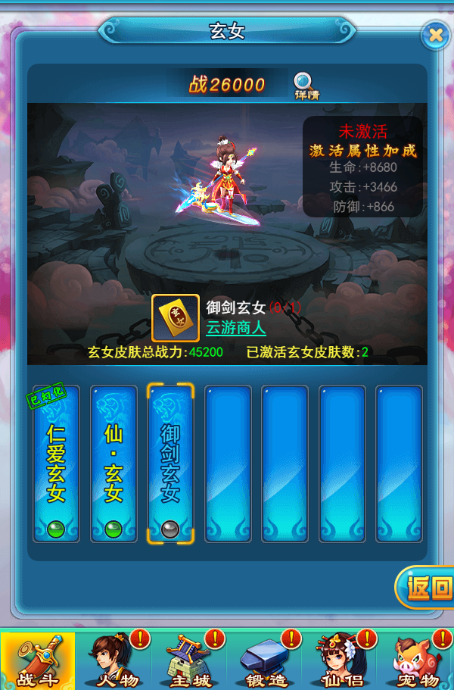 玄女
战26000
详情
未激活
激活属性加成
生命:+8680
攻击:+3466
防御:+866
玄女
御剑玄女(0/1)
云游商人
玄女皮肤总战力:45200 已激活玄女皮肤数:2
已幻化
仁爱玄女
仙·玄女
御剑玄女
返回
战斗 人物 主城 锻造 仙侣 宠物